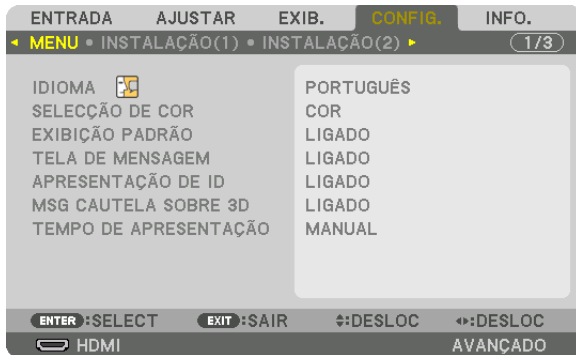 ENTRADA AJUSTAR EXIB. CONFIG. INFO.
MENU • INSTALAÇÃO(1) • INSTALAÇÃO(2) 1/3
IDIOMA PORTUGUÊS
SELECÇÃO DE COR COR
EXIBIÇÃO PADRÃO LIGADO
TELA DE MENSAGEM LIGADO
APRESENTAÇÃO DE ID LIGADO
MSG CAUTELA SOBRE 3D LIGADO
TEMPO DE APRESENTAÇÃO MANUAL
ENTER :SELECT EXIT :SAIR :DESLOC :DESLOC
HDMI AVANÇADO